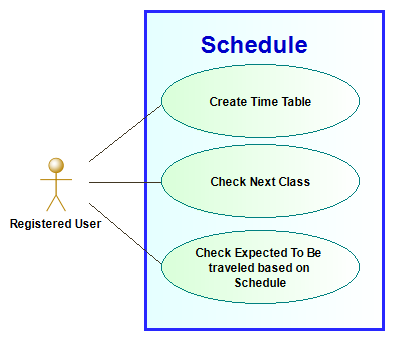 Schedule
Create Time Table
Check Next Class
Registered User
Check Expected To Be
traveled based on
Schedule